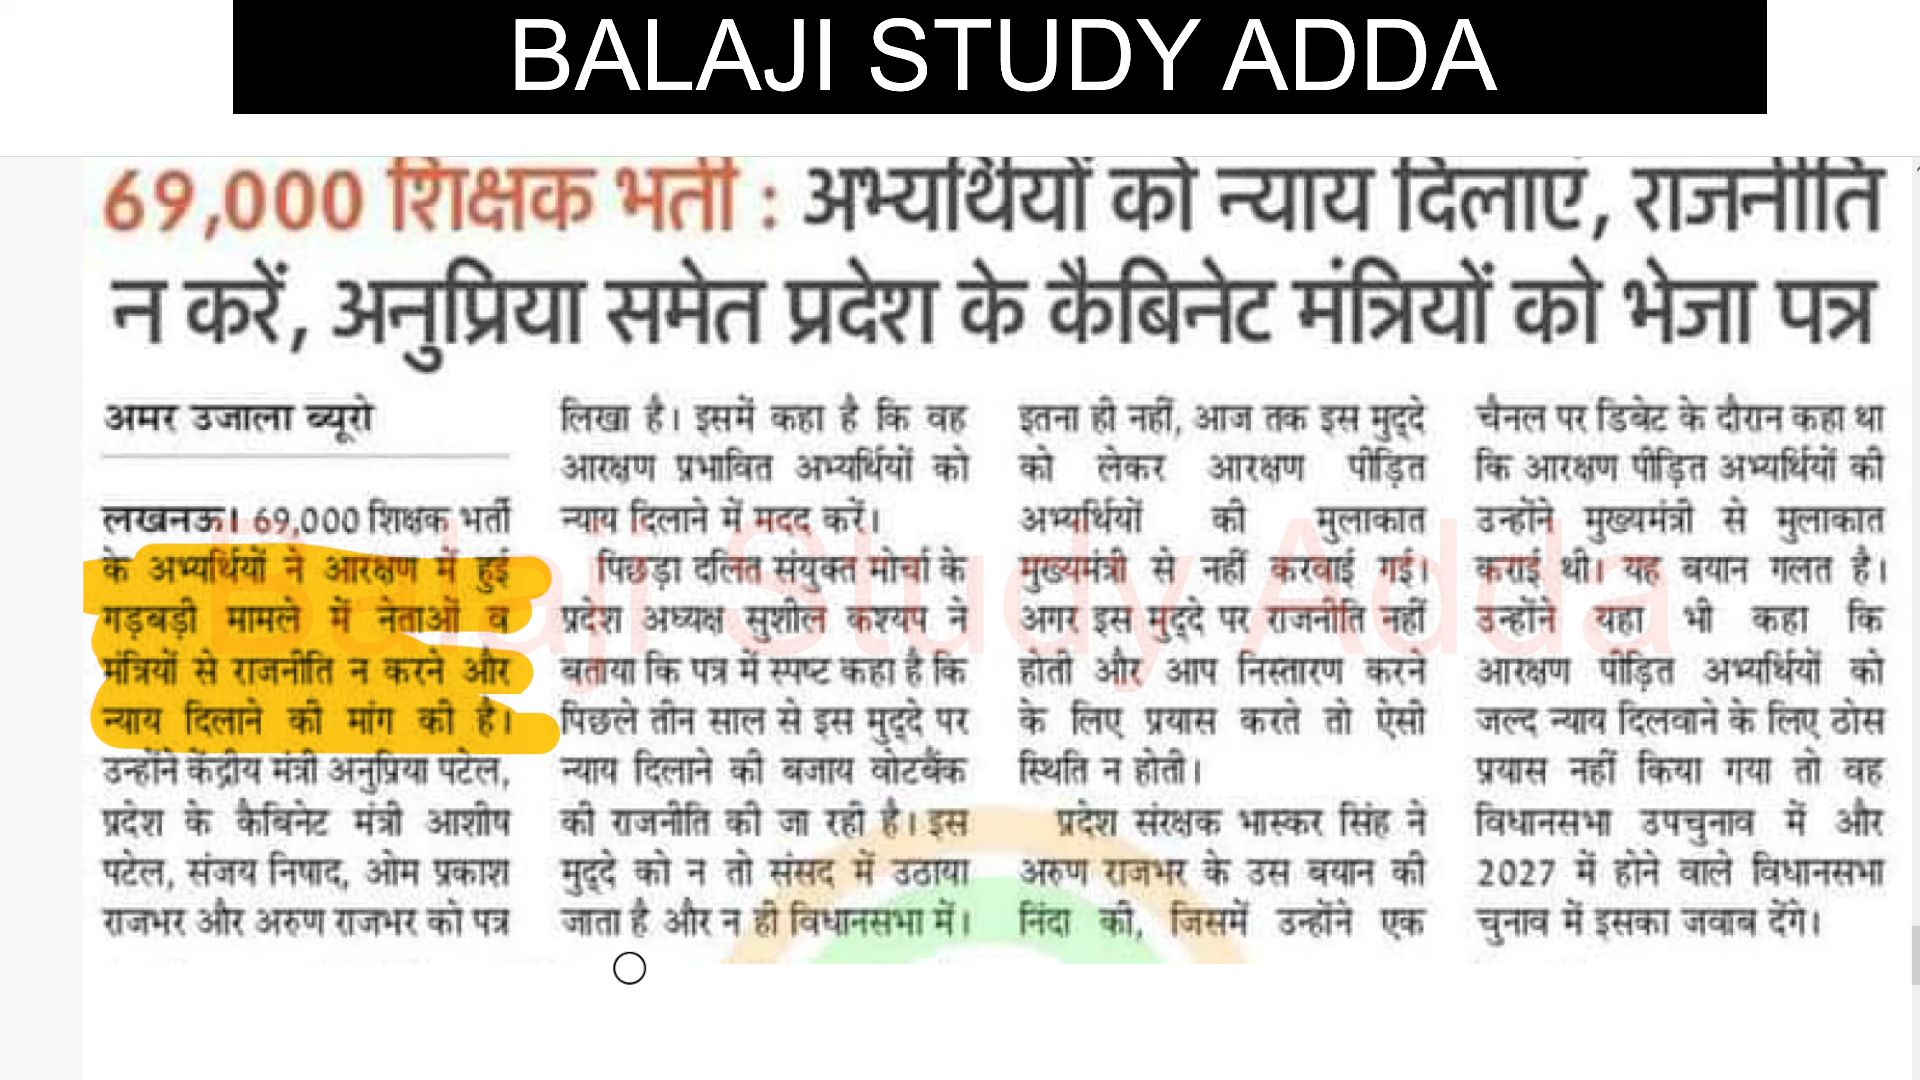 BALAJI STUDY ADDA
69,000 शिक्षक भर्ती : अभ्यर्थियों को न्याय दिलाएं, राजनीति
न करें, अनुप्रिया समेत प्रदेश के कैबिनेट मंत्रियों को भेजा पत्र
अमर उजाला ब्यूरो
लखनऊ। 69,000 शिक्षक भर्ती
के अभ्यर्थियों ने आरक्षण में हुई
गड़बड़ी मामले में नेताओं व
मंत्रियों से राजनीति न करने और
न्याय दिलाने की मांग की है।
उन्होंने केंद्रीय मंत्री अनुप्रिया पटेल,
प्रदेश के कैबिनेट मंत्री आशीष
पटेल, संजय निषाद, ओम प्रकाश
राजभर और अरुण राजभर को पत्र
लिखा है। इसमें कहा है कि वह
आरक्षण प्रभावित अभ्यर्थियों को
न्याय दिलाने में मदद करें।
पिछड़ा दलित संयुक्त मोर्चा के
प्रदेश अध्यक्ष सुशील कश्यप ने
बताया कि पत्र में स्पष्ट कहा है कि
पिछले तीन साल से इस मुद्दे पर
न्याय दिलाने की बजाय वोटबैंक
की राजनीति की जा रही है। इस
मुद्दे को न तो संसद में उठाया
जाता है और न ही विधानसभा में।
इतना ही नहीं, आज तक इस मुद्दे
को लेकर आरक्षण पीड़ित
अभ्यर्थियों की मुलाकात
मुख्यमंत्री से नहीं करवाई गई।
अगर इस मुद्दे पर राजनीति नहीं
होती और आप निस्तारण करने
के लिए प्रयास करते तो ऐसी
स्थिति न होती।
प्रदेश संरक्षक भास्कर सिंह ने
अरुण राजभर के उस बयान की
निंदा की, जिसमें उन्होंने एक
चैनल पर डिबेट के दौरान कहा था
कि आरक्षण पीड़ित अभ्यर्थियों की
उन्होंने मुख्यमंत्री से मुलाकात
कराई थी। यह बयान गलत है।
उन्होंने यहा भी कहा कि
आरक्षण पीड़ित अभ्यर्थियों को
जल्द न्याय दिलवाने के लिए ठोस
प्रयास नहीं किया गया तो वह
विधानसभा उपचुनाव में और
2027 में होने वाले विधानसभा
चुनाव में इसका जवाब देंगे।
Balaji Study Adda